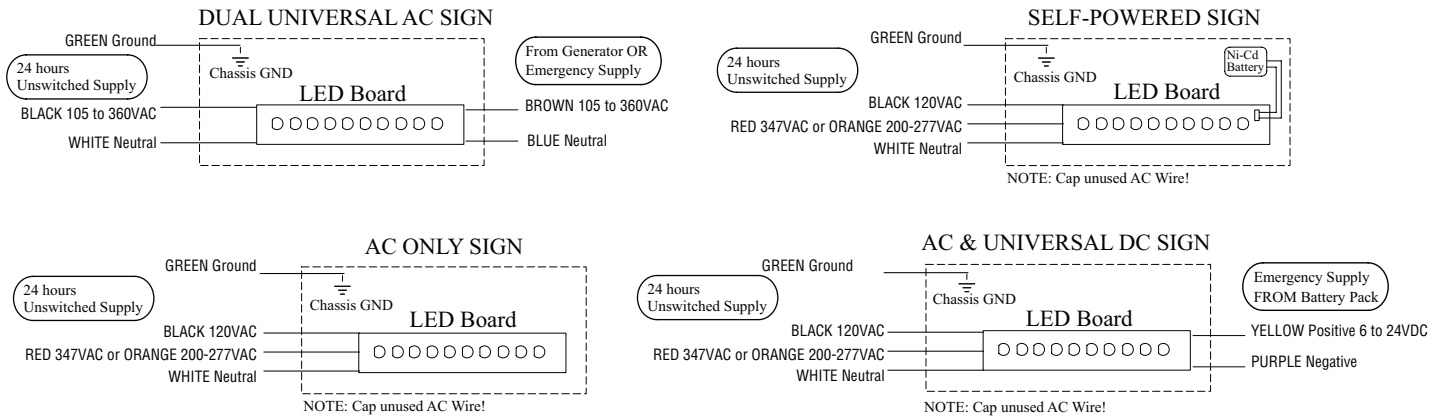 DUAL UNIVERSAL AC SIGN
GREEN Ground
24 hours
Unswitched Supply
Chassis GND
From Generator OR
Emergency Supply
LED Board
BLACK 105 to 360VAC
BROWN 105 to 360VAC
WHITE Neutral
BLUE Neutral
SELF-POWERED SIGN
GREEN Ground
24 hours
Unswitched Supply
Chassis GND
Ni-Cd
Battery
LED Board
BLACK 120VAC
RED 347VAC or ORANGE 200-277VAC
WHITE Neutral
NOTE: Cap unused AC Wire!
AC ONLY SIGN
GREEN Ground
24 hours
Unswitched Supply
Chassis GND
LED Board
BLACK 120VAC
RED 347VAC or ORANGE 200-277VAC
WHITE Neutral
NOTE: Cap unused AC Wire!
AC & UNIVERSAL DC SIGN
GREEN Ground
24 hours
Unswitched Supply
Chassis GND
Emergency Supply
FROM Battery Pack
LED Board
BLACK 120VAC
YELLOW Positive 6 to 24VDC
RED 347VAC or ORANGE 200-277VAC
PURPLE Negative
WHITE Neutral
NOTE: Cap unused AC Wire!